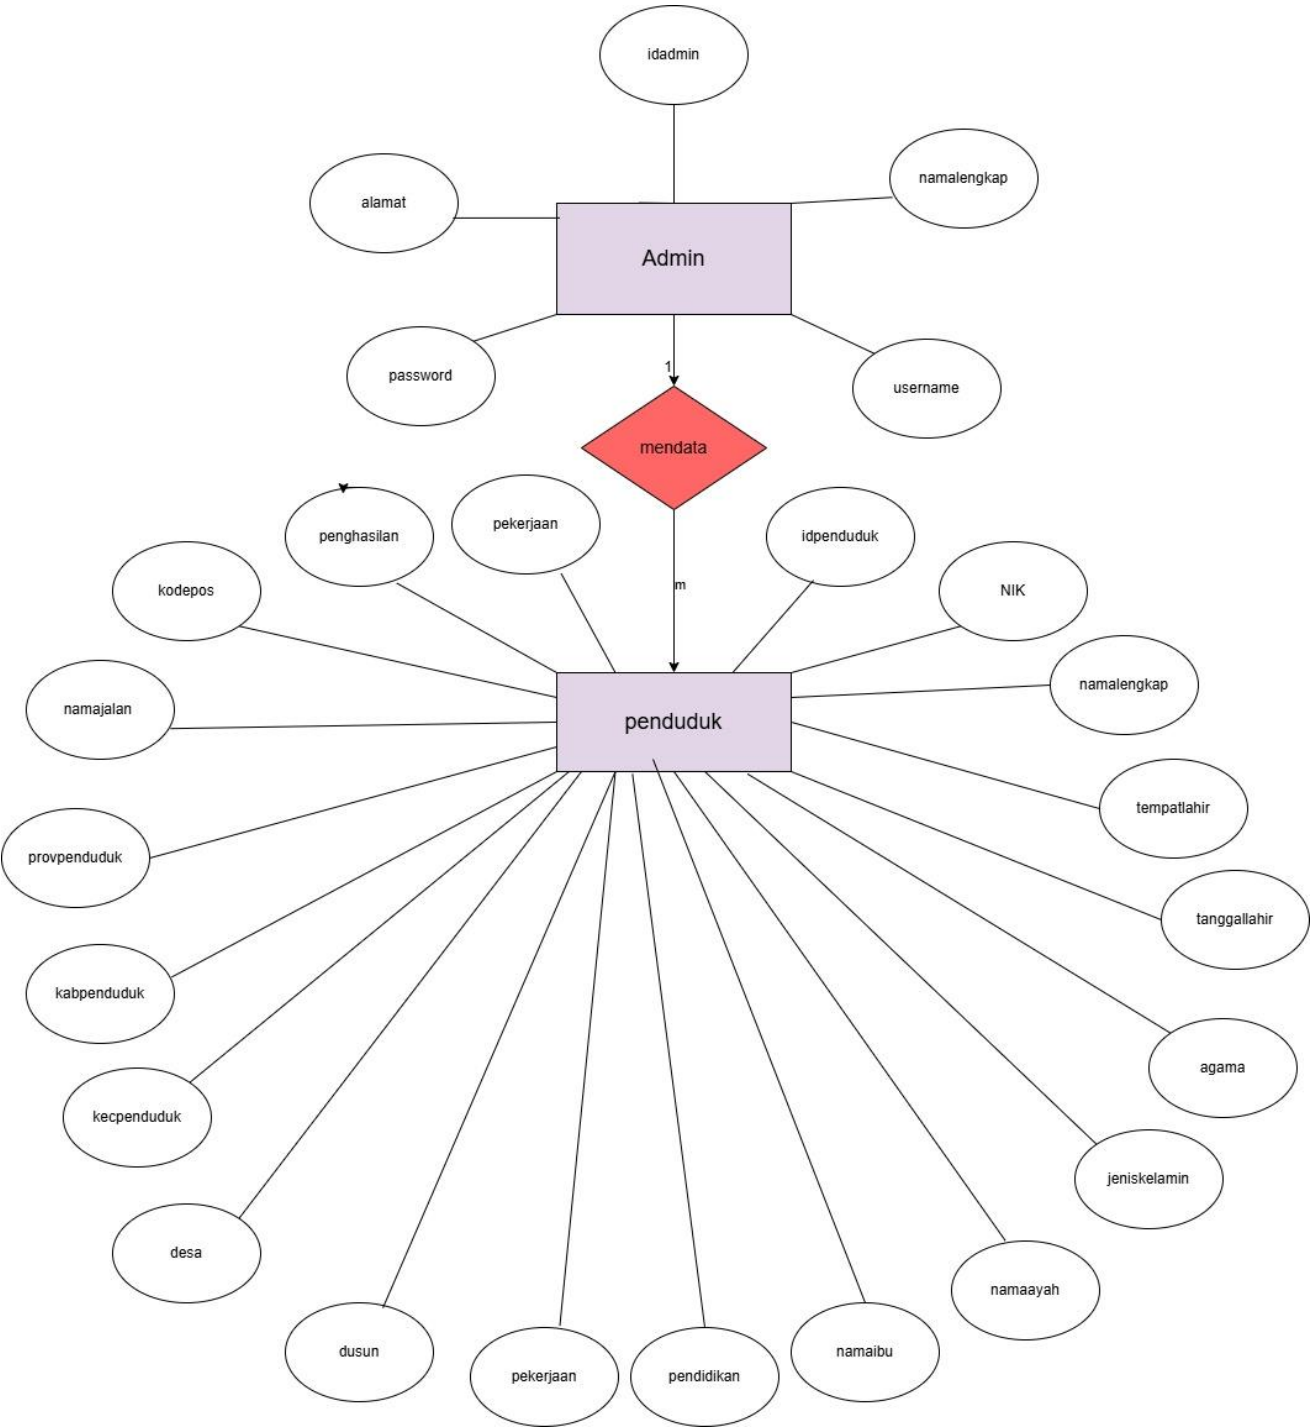 idadmin
alamat
namalengkap
Admin
password
username
1
mendata
penghasilan
pekerjaan
idpenduduk
kodepos
m
NIK
namajalan
namalengkap
penduduk
tempatlahir
provpenduduk
tanggallahir
kabpenduduk
agama
kecpenduduk
jeniskelamin
desa
namaayah
dusun
pekerjaan
pendidikan
namaibu